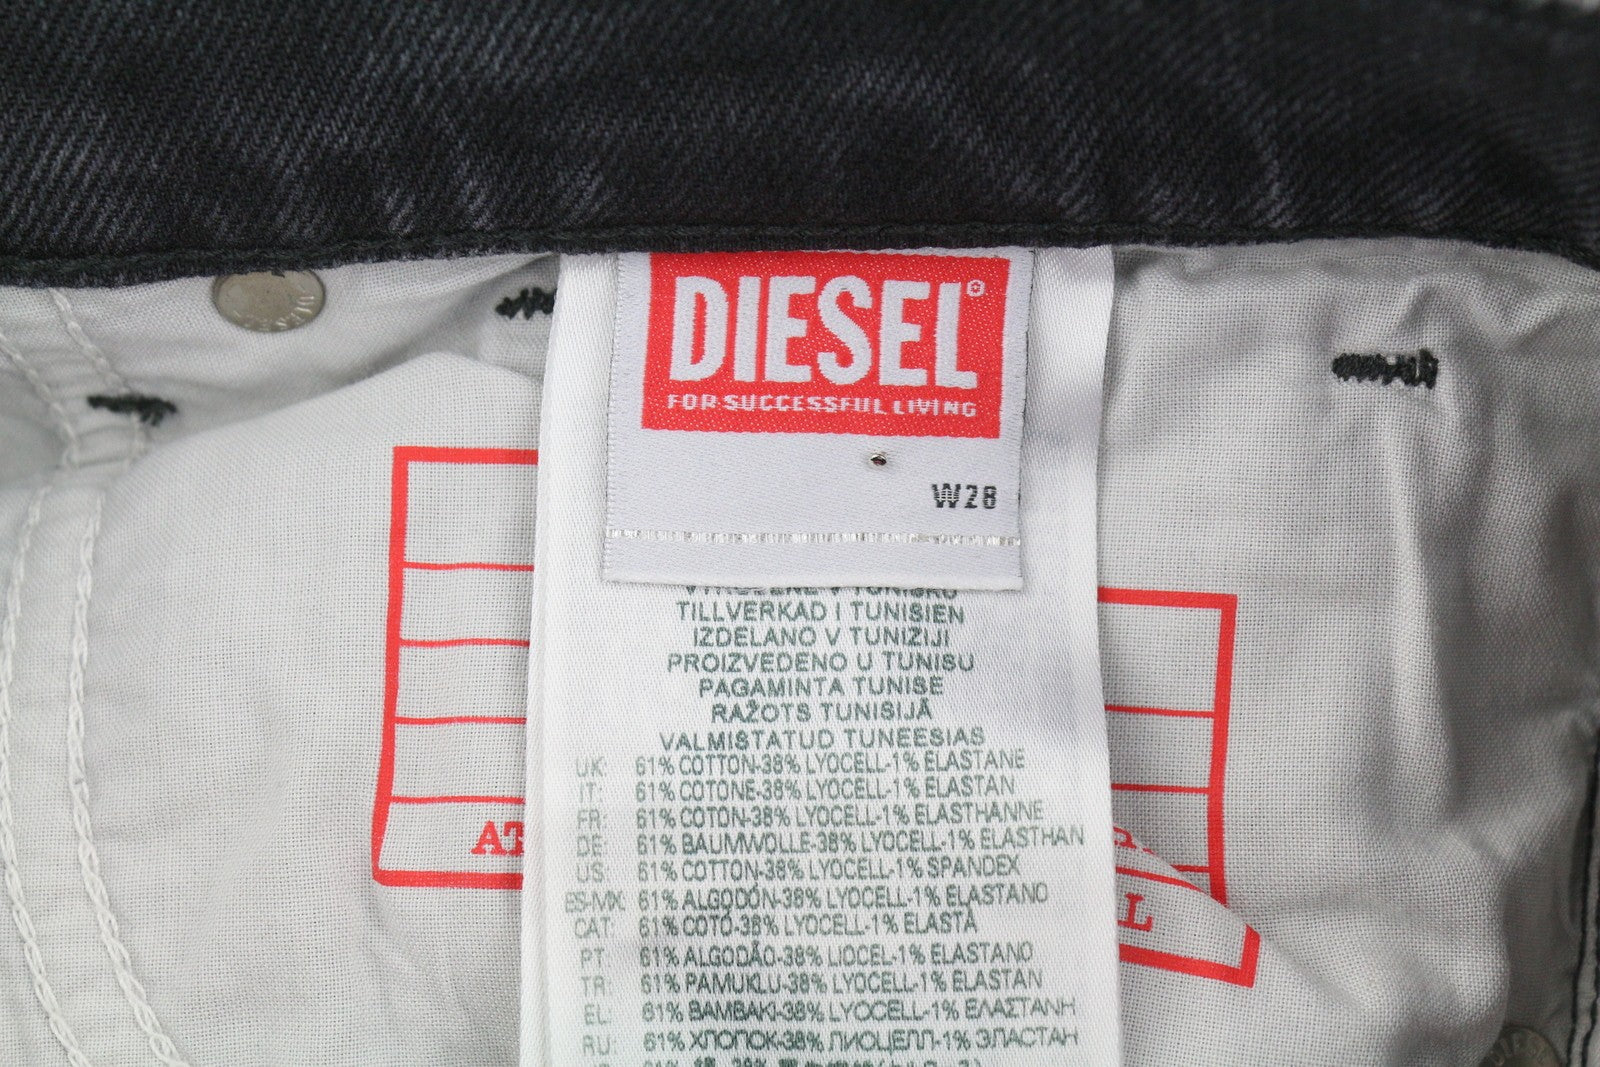 DIESEL
FOR SUCCESSFUL LIVING
W28
TILLVERKAD I TUNISIEN
IZDELANO V TUNIZIJI
PROIZVEDENO U TUNISU
PAGAMINTA TUNISE
RAŽOTS TUNISIJĀ
VALMISTATUD TUNEESIAS
UK: 61% COTTON-38% LYOCELL-1% ELASTANE
IT: 61% COTONE-38% LYOCELL-1% ELASTAN
FR: 61% COTON-38% LYOCELL-1% ELASTHANNE
DE: 61% BAUMWOLLE-38% LYOCELL-1% ELASTHAN
US: 61% COTTON-38% LYOCELL-1% SPANDEX
ES-MX: 61% ALGODÓN-38% LYOCELL-1% ELASTANO
CAT: 61% COTÓ-38% LYOCELL-1% ELASTÀ
PT: 61% ALGODÃO-38% LIOCEL-1% ELASTANO
TR: 61% PAMUKLU-38% LYOCELL-1% ELASTAN
EL: 61% ΒΑΜΒΑΚΙ-38% LYOCELL-1% ΕΛΑΣΤΑΝΗ
RU: 61% ХЛОПОК-38% ЛИОЦЕЛЛ-1% ЭЛАСТАН
AT
L